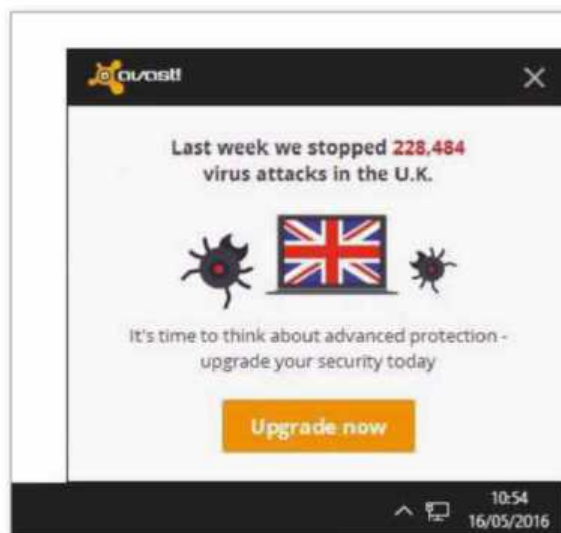 avast!
Last week we stopped 228,484
virus attacks in the U.K.
It's time to think about advanced protection -
upgrade your security today
Upgrade now
10:54
16/05/2016